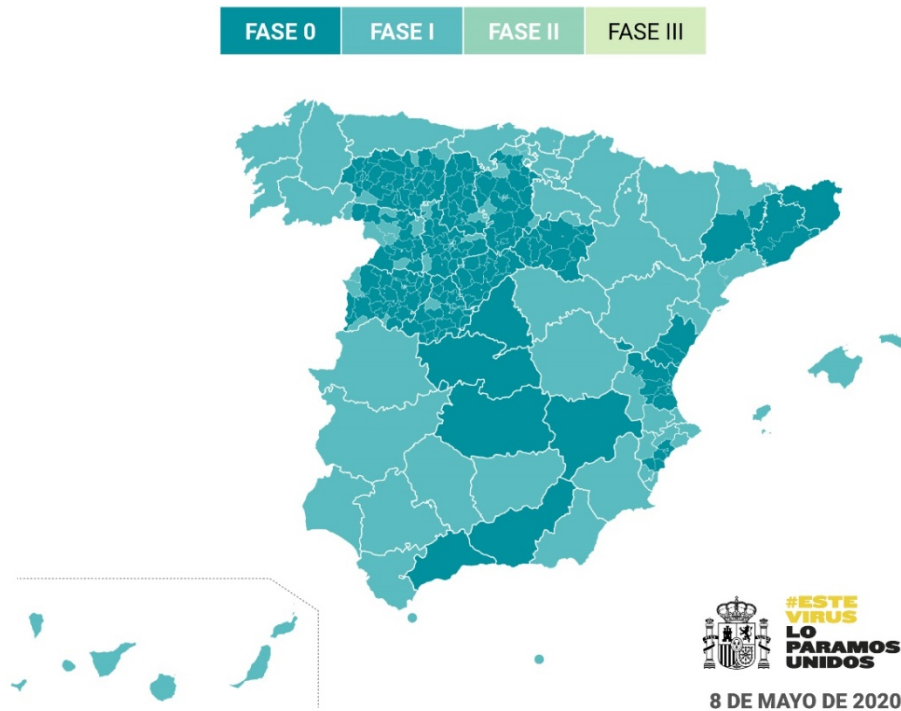 FASE 0
FASE I
FASE II
FASE III
#ESTE
VIRUS
LO
PARAMOS
UNIDOS
8 DE MAYO DE 2020